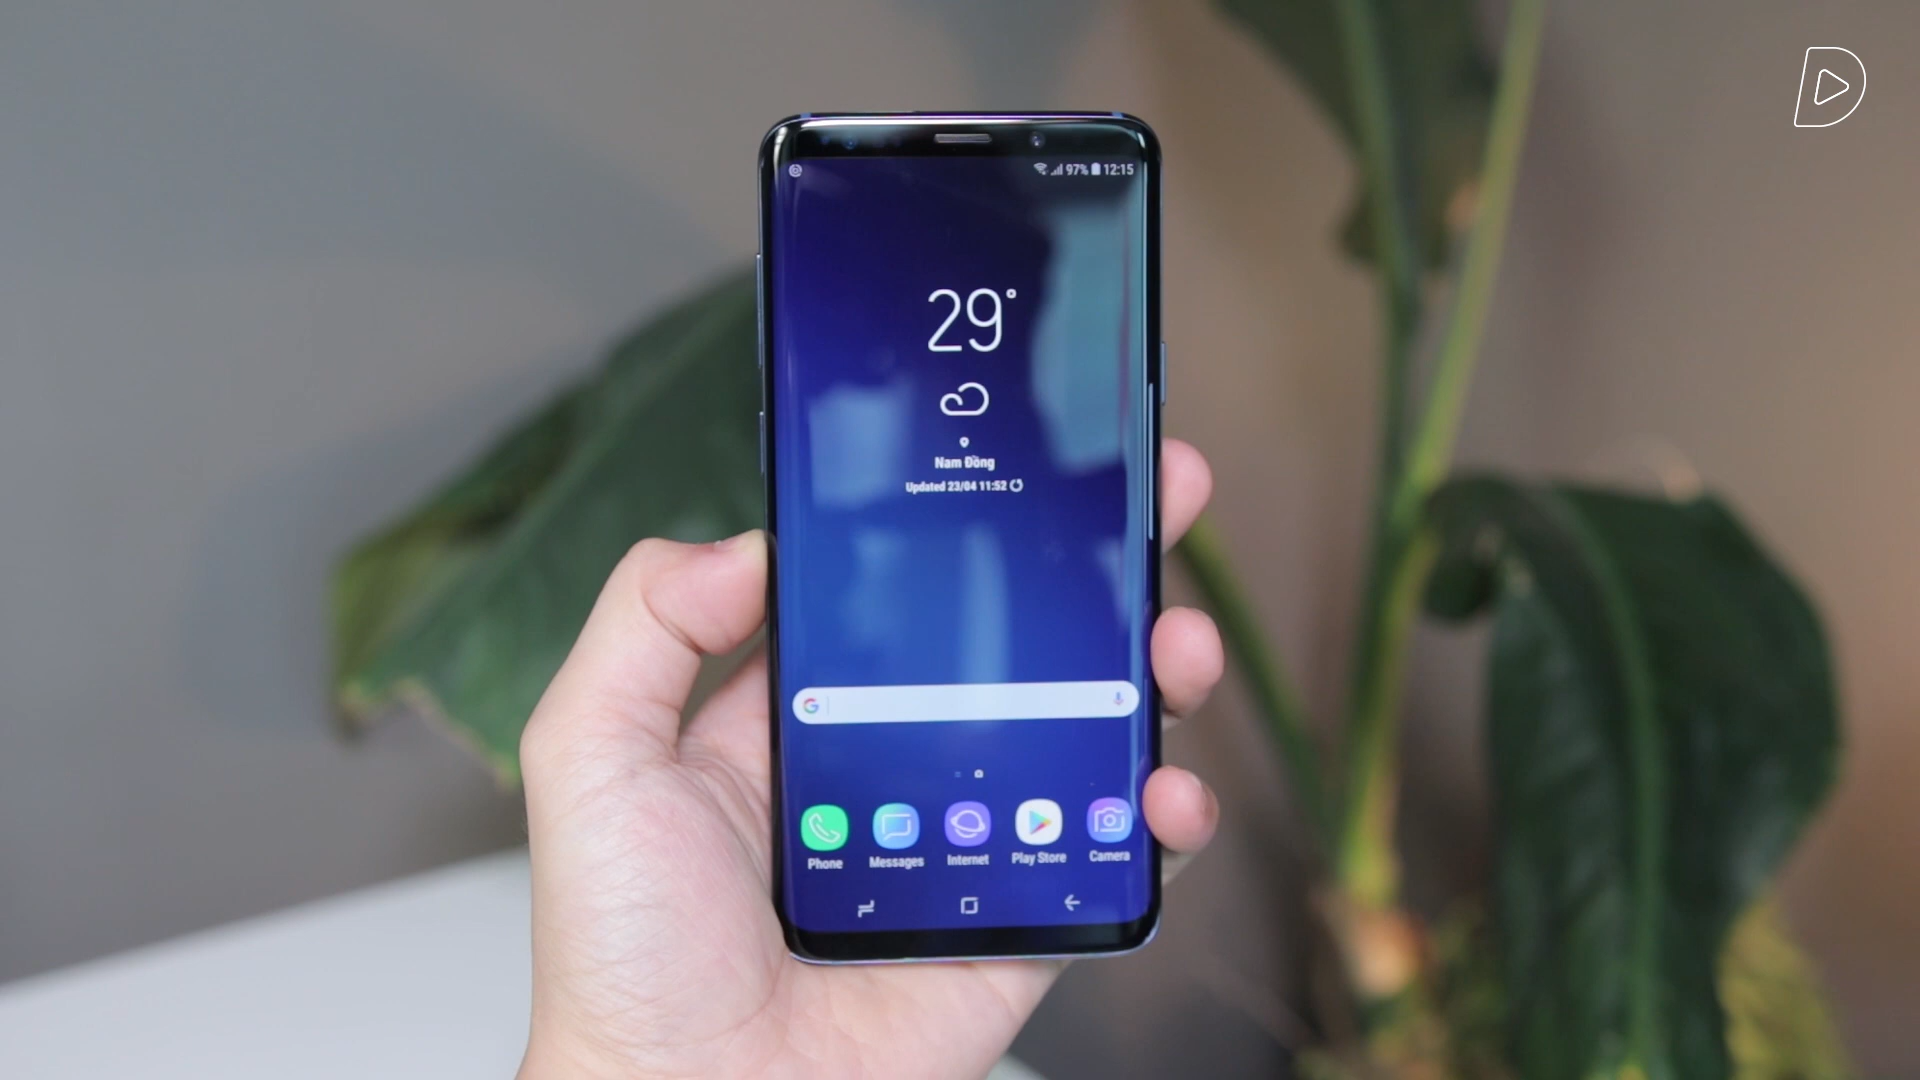 97% 12:15
29°
Nam Đồng
Updated 23/04 11:52
G
Phone
Messages
Internet
Play Store
Camera